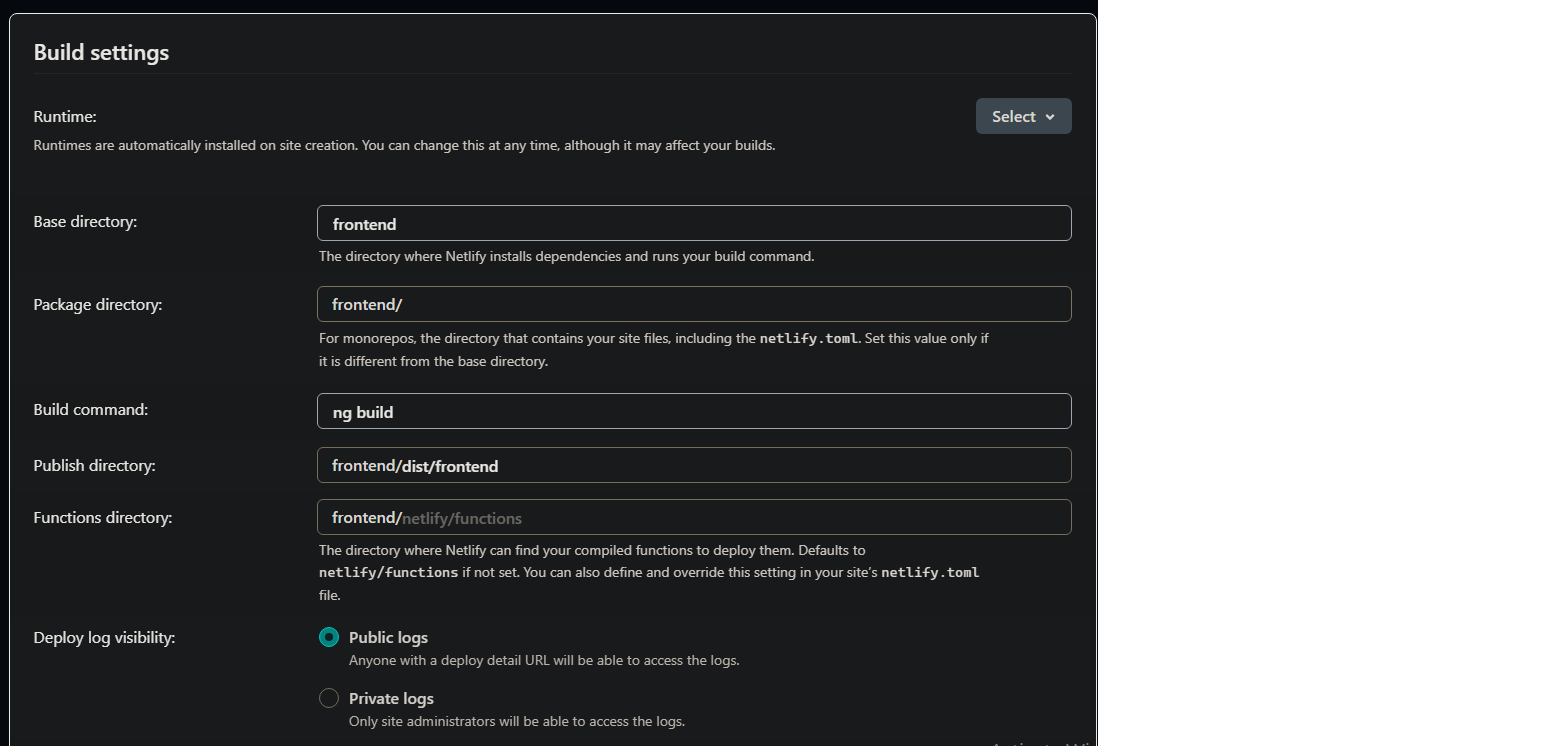 Build settings
Runtime:
Select
Runtimes are automatically installed on site creation. You can change this at any time, although it may affect your builds.
Base directory:
frontend
The directory where Netlify installs dependencies and runs your build command.
Package directory:
frontend/
For monorepos, the directory that contains your site files, including the netlify.toml. Set this value only if
it is different from the base directory.
Build command:
ng build
Publish directory:
frontend/dist/frontend
Functions directory:
frontend/netlify/functions
The directory where Netlify can find your compiled functions to deploy them. Defaults to
netlify/functions if not set. You can also define and override this setting in your site’s netlify.toml
file.
Deploy log visibility:
Public logs
Anyone with a deploy detail URL will be able to access the logs.
Private logs
Only site administrators will be able to access the logs.